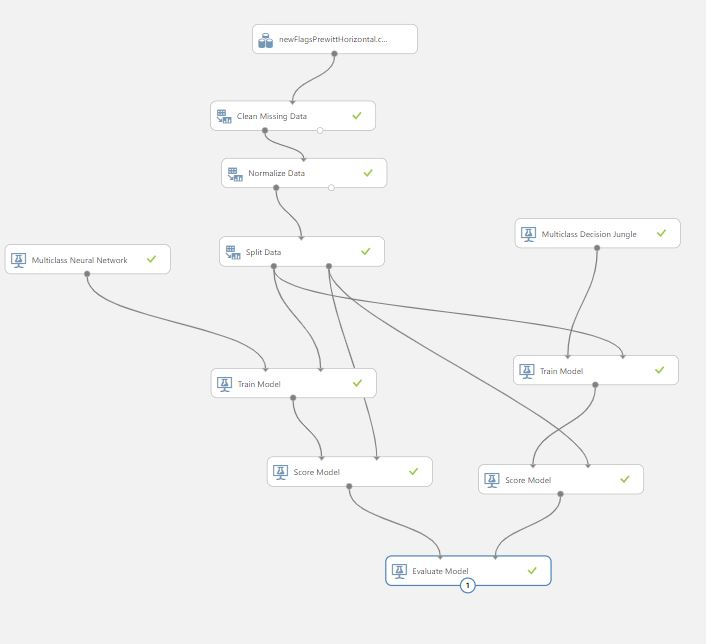 newFlagsPrewittHorizontal.c...
Clean Missing Data
Normalize Data
Multiclass Decision Jungle
Split Data
Multiclass Neural Network
Train Model
Train Model
Score Model
Score Model
Evaluate Model
1